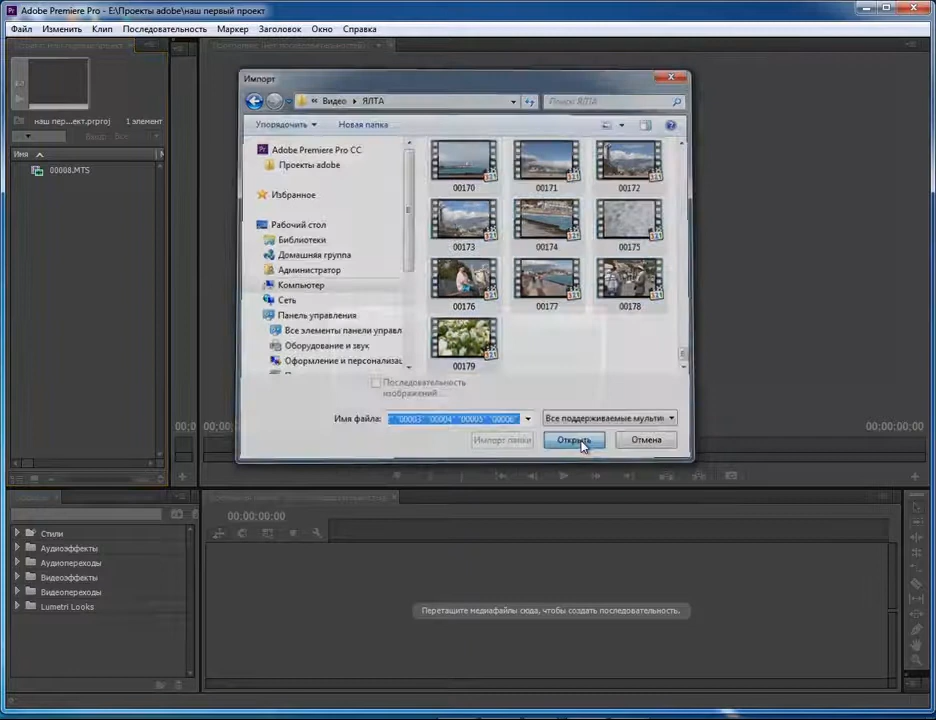 Adobe Premiere Pro - E:\Проекты adobe\наш первый проект
Файл Изменить Клип Последовательность Маркер Заголовок Окно Справка
наш пер...ект.prproj 1 элемент
Имя
00008.MTS
Импорт
« Видео ЯЛТА
Поиск: ЯЛТА
Упорядочить Новая папка
Adobe Premiere Pro CC
Проекты adobe
Избранное
Рабочий стол
Библиотеки
Домашняя группа
Администратор
Компьютер
Сеть
Панель управления
Все элементы панели управл
Оборудование и звук
Оформление и персонализац
00170 00171 00172
00173 00174 00175
00176 00177 00178
00179
Последовательность
изображений
Имя файла: "00003" "00004" "00005" "00006" Все поддерживаемые мульти
Импорт папки Открыть Отмена
00:0 00:00:00:00
00:00:00:00
Стили
Аудиоэффекты
Аудиопереходы
Видеоэффекты
Видеопереходы
Lumetri Looks
Перетащите медиафайлы сюда, чтобы создать последовательность.